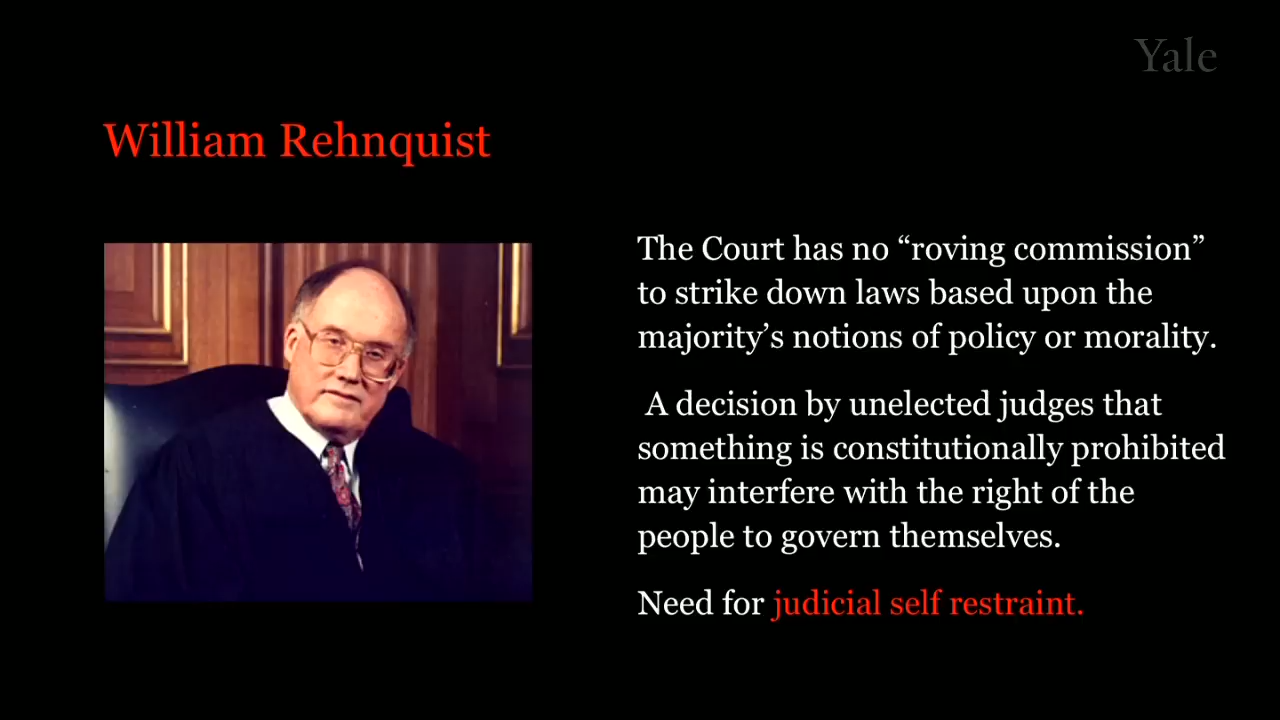 Yale
William Rehnquist
The Court has no “roving commission”
to strike down laws based upon the
majority’s notions of policy or morality.
A decision by unelected judges that
something is constitutionally prohibited
may interfere with the right of the
people to govern themselves.
Need for judicial self restraint.